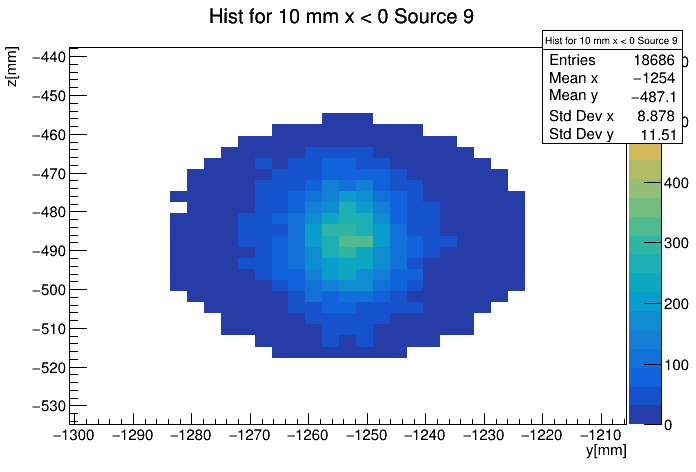 Hist for 10 mm x < 0 Source 9
Hist for 10 mm x < 0 Source 9
Entries 18686
Mean x −1254
Mean y −487.1
Std Dev x 8.878
Std Dev y 11.51
z[mm]
−440
−450
−460
−470
−480
−490
−500
−510
−520
−530
−1300 −1290 −1280 −1270 −1260 −1250 −1240 −1230 −1220 −1210
y[mm]
400
300
200
100
0